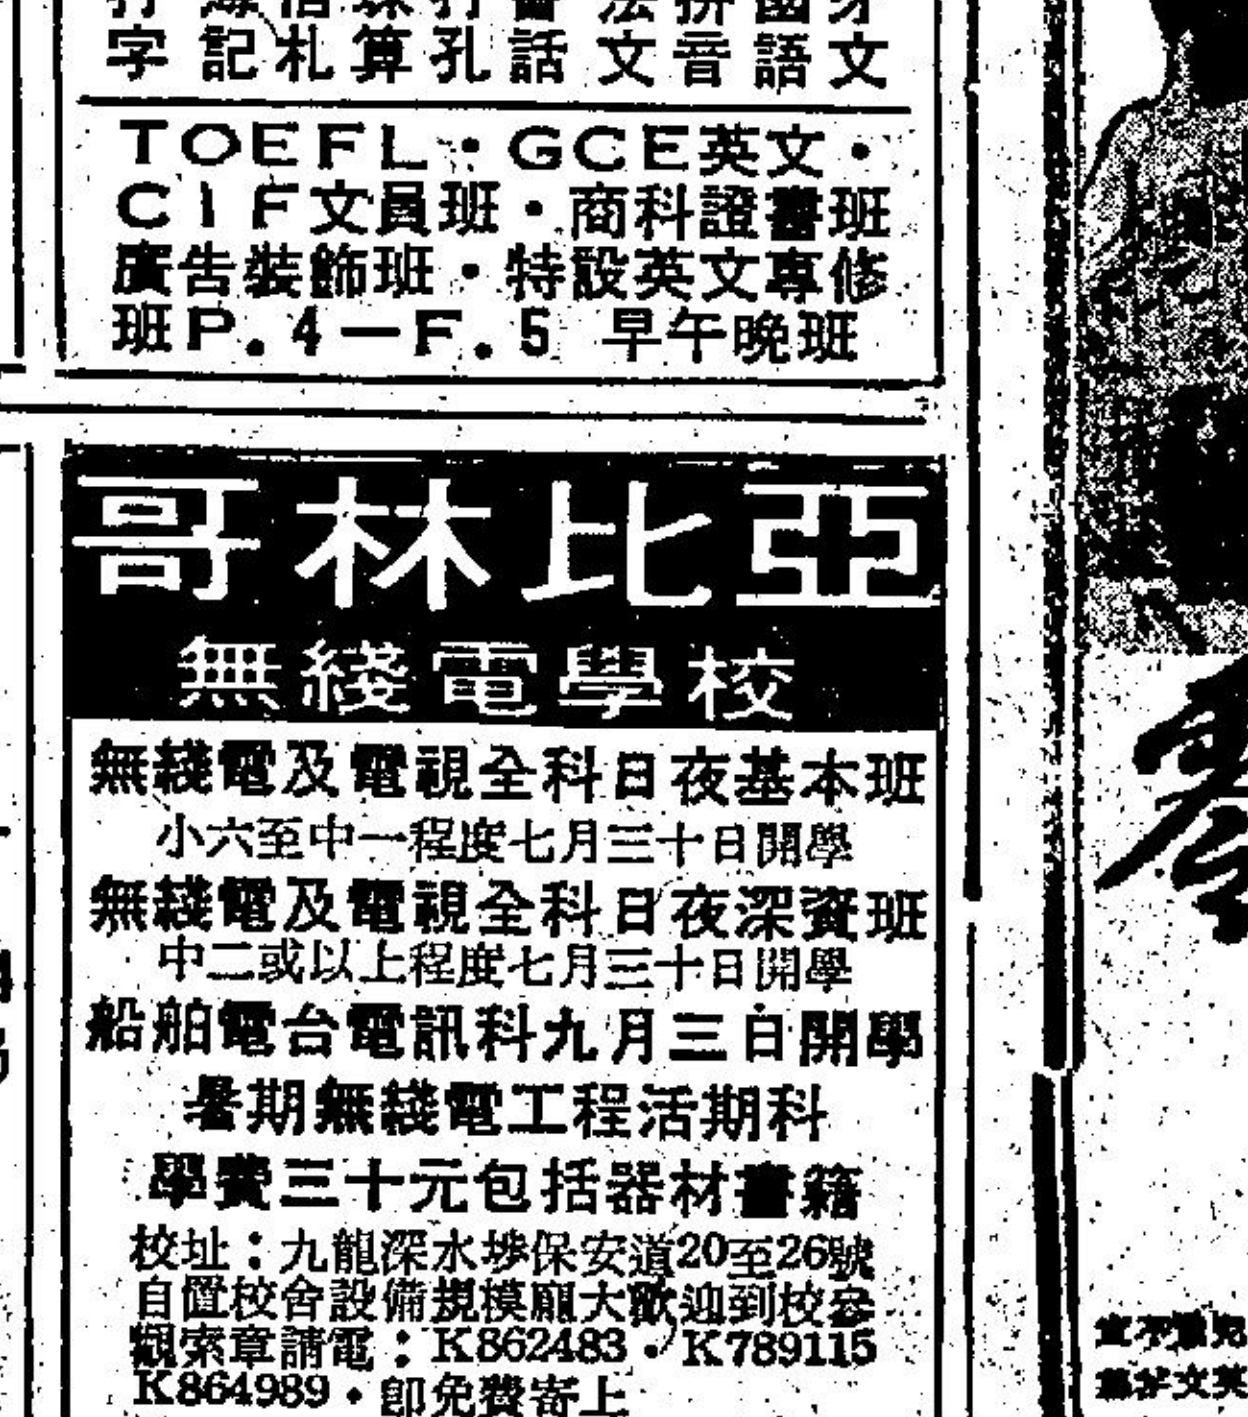 字 記 札 算 孔 話 法文 拼音 國語 文
TOEFL·GCE英文·
CIF文員班·商科證書班
廣告裝飾班·特設英文專修
班P.4—F.5 早午晚班
哥林比亞
無綫電學校
無綫電及電視全科日夜基本班
小六至中一程度七月三十日開學
無綫電及電視全科日夜深資班
中二或以上程度七月三十日開學
船舶電台電訊科九月三日開學
暑期無綫電工程活期科
學費三十元包括器材書籍
校址：九龍深水埗保安道20至26號
自置校舍設備規模龐大歡迎到校參
觀索章請電：K862483·K789115
K864989·即免費寄上